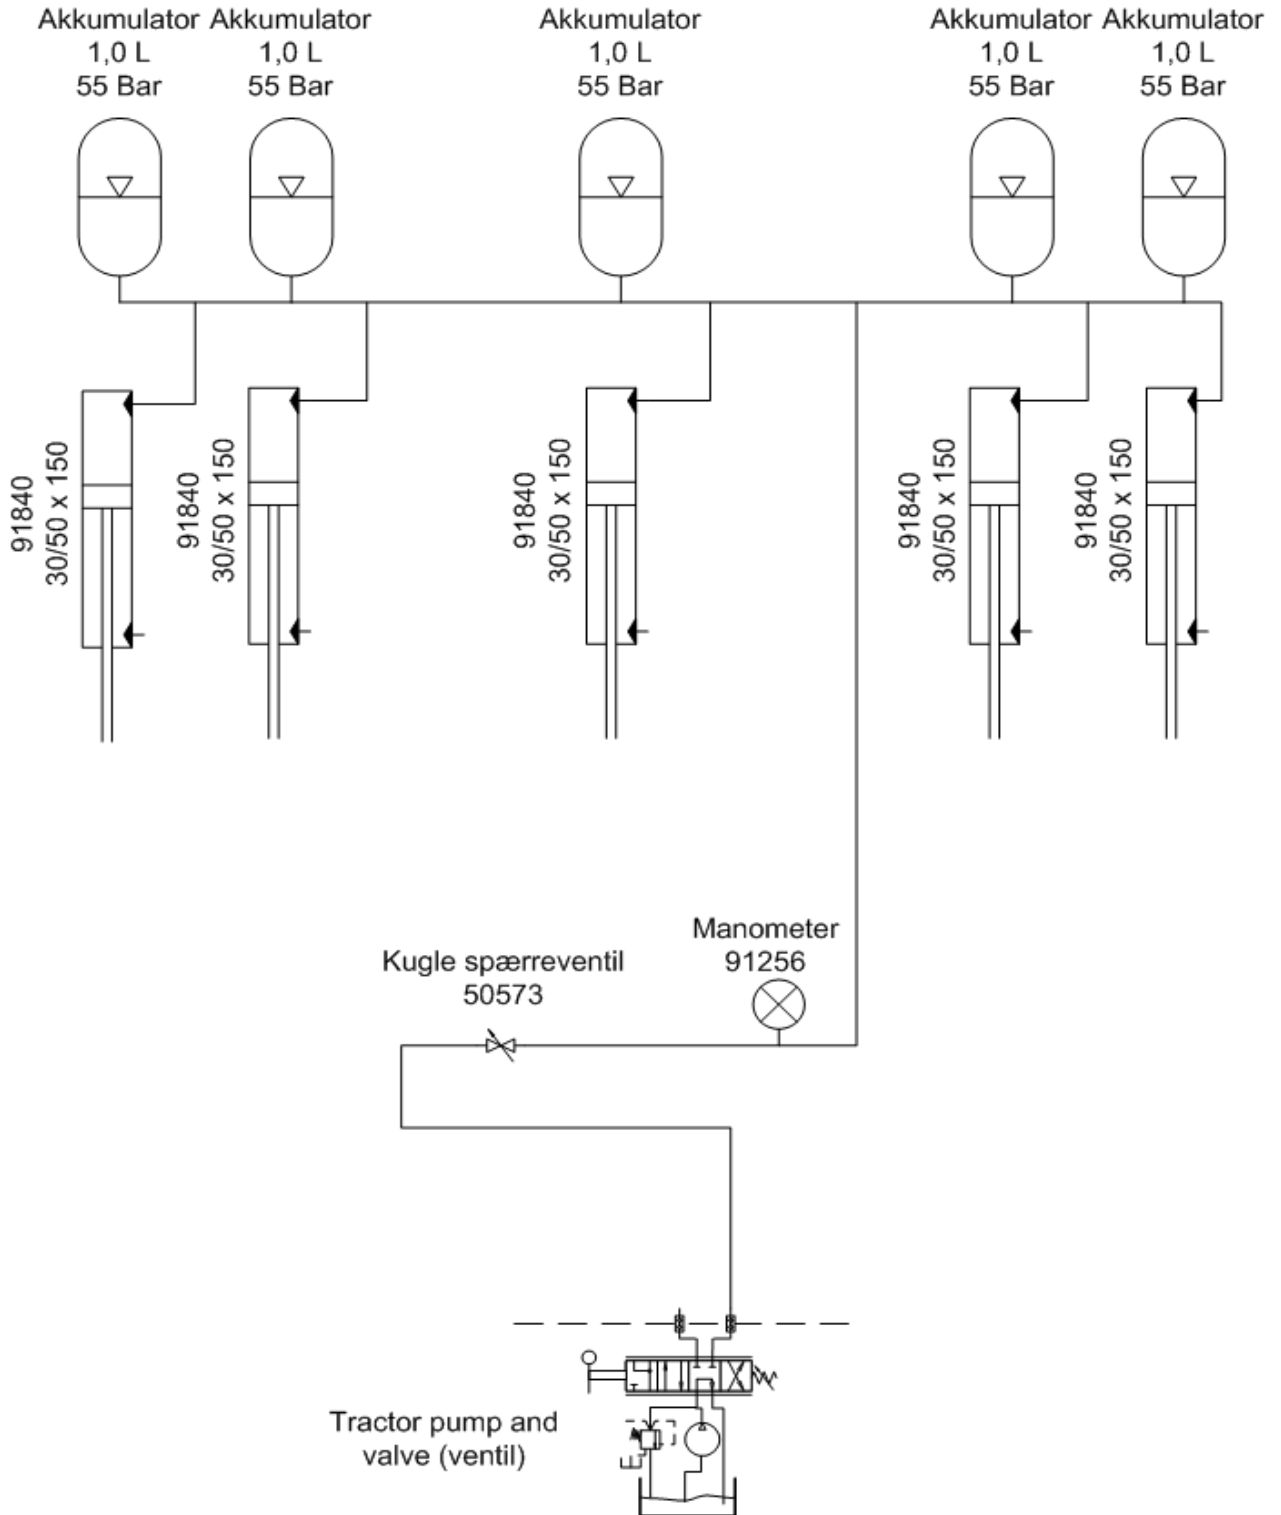 Akkumulator
1,0 L
55 Bar
Akkumulator
1,0 L
55 Bar
Akkumulator
1,0 L
55 Bar
Akkumulator
1,0 L
55 Bar
Akkumulator
1,0 L
55 Bar
91840
30/50 x 150
91840
30/50 x 150
91840
30/50 x 150
91840
30/50 x 150
91840
30/50 x 150
Manometer
91256
Kugle spærreventil
50573
Tractor pump and
valve (ventil)